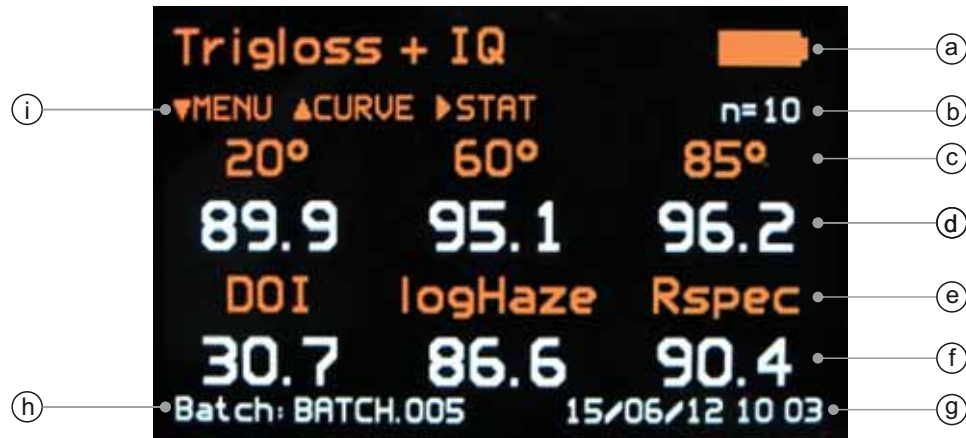 Trigloss + IQ
a
i
▼MENU ▲CURVE ▶STAT n=10
b
20° 60° 85°
c
89.9 95.1 96.2
d
DOI logHaze Rspec
e
30.7 86.6 90.4
f
h
Batch: BATCH.005 15/06/12 10 03
g